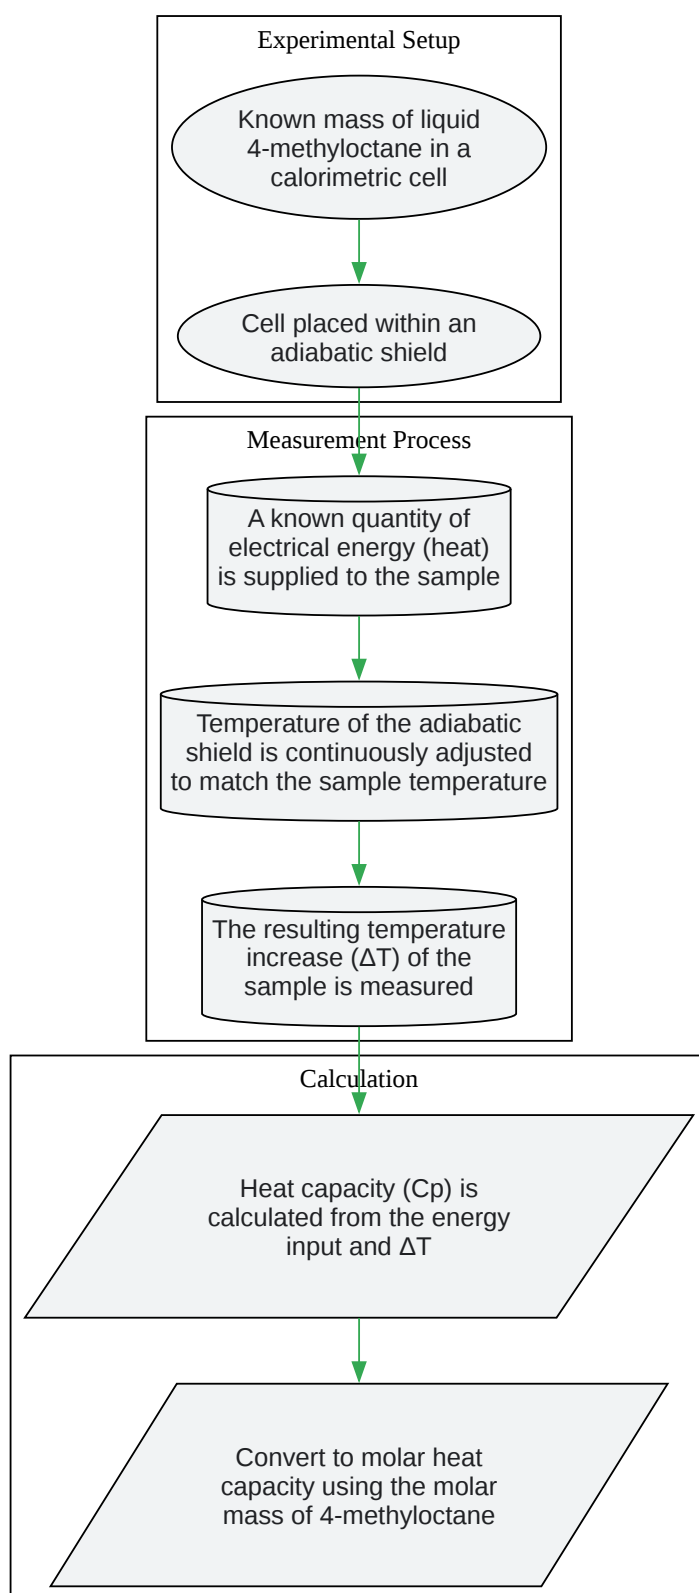 Experimental Setup
Known mass of liquid
4-methyloctane in a
calorimetric cell
Cell placed within an
adiabatic shield
Measurement Process
A known quantity of
electrical energy (heat)
is supplied to the sample
Temperature of the adiabatic
shield is continuously adjusted
to match the sample temperature
The resulting temperature
increase (ΔT) of the
sample is measured
Calculation
Heat capacity (Cp) is
calculated from the energy
input and ΔT
Convert to molar heat
capacity using the molar
mass of 4-methyloctane